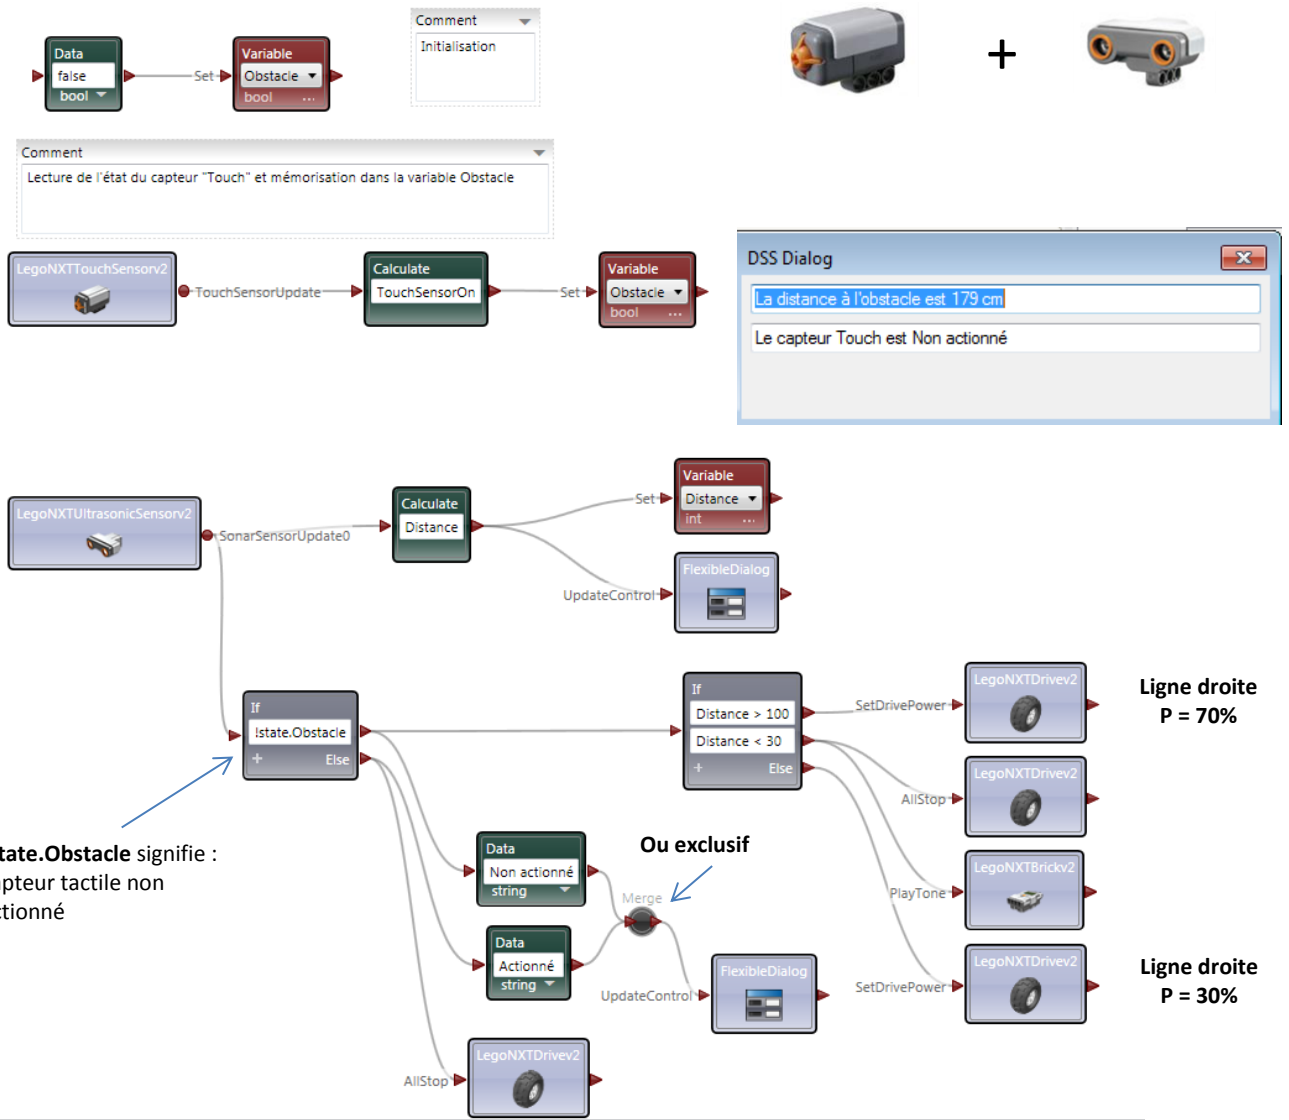 Comment
Initialisation
Data
false
bool
Set
Variable
Obstacle
bool ...
+
Comment
Lecture de l'état du capteur "Touch" et mémorisation dans la variable Obstacle
LegoNXTTouchSensorv2
TouchSensorUpdate
Calculate
TouchSensorOn
Set
Variable
Obstacle
bool ...
DSS Dialog
La distance à l'obstacle est 179 cm
Le capteur Touch est Non actionné
LegoNXTUltrasonicSensorv2
SonarSensorUpdate0
Calculate
Distance
Set
Variable
Distance
int ...
UpdateControl
FlexibleDialog
If
!state.Obstacle
+ Else
If
Distance > 100
Distance < 30
+ Else
SetDrivePower
LegoNXTDrivev2
Ligne droite
P = 70%
AllStop
LegoNXTDrivev2
PlayTone
LegoNXTBrickv2
SetDrivePower
LegoNXTDrivev2
Ligne droite
P = 30%
tate.Obstacle signifie :
apteur tactile non
ctionné
Data
Non actionné
string
Data
Actionné
string
Ou exclusif
Merge
UpdateControl
FlexibleDialog
AllStop
LegoNXTDrivev2